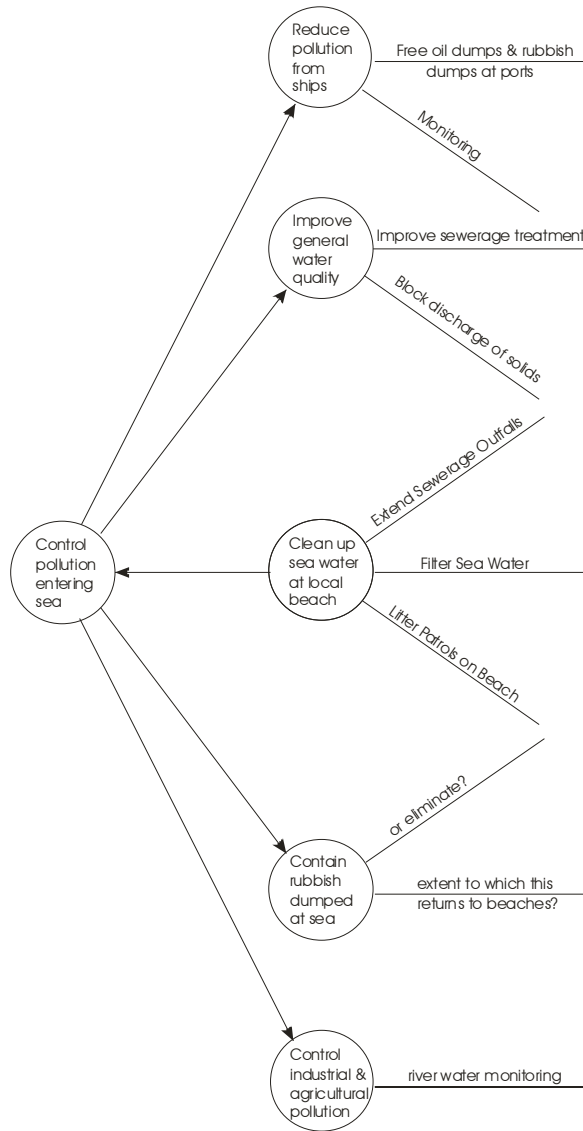 Reduce
pollution
from
ships
Free oil dumps & rubbish
dumps at ports
Monitoring
Improve
general
water
quality
Improve sewerage treatment
Block discharge of solids
Extend Sewerage Outfalls
Control
pollution
entering
sea
Clean up
sea water
at local
beach
Filter Sea Water
Litter Patrols on Beach
or eliminate?
Contain
rubbish
dumped
at sea
extent to which this
returns to beaches?
Control
industrial &
agricultural
pollution
river water monitoring